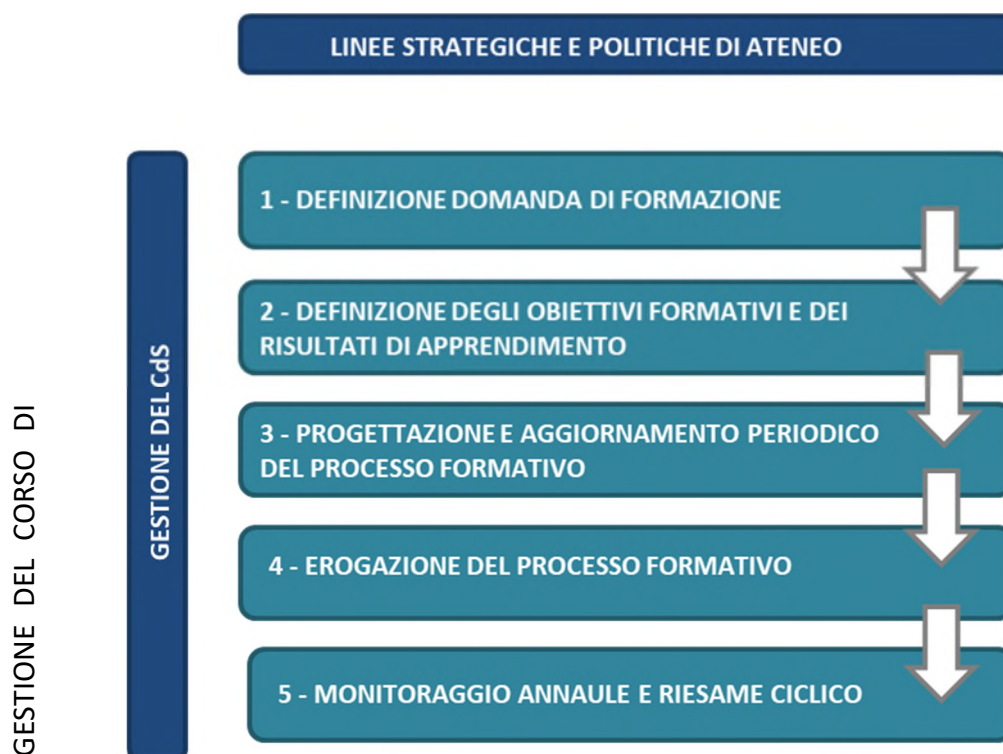 LINEE STRATEGICHE E POLITICHE DI ATENEO
1 - DEFINIZIONE DOMANDA DI FORMAZIONE
2 - DEFINIZIONE DEGLI OBIETTIVI FORMATIVI E DEI
RISULTATI DI APPRENDIMENTO
3 - PROGETTAZIONE E AGGIORNAMENTO PERIODICO
DEL PROCESSO FORMATIVO
4 - EROGAZIONE DEL PROCESSO FORMATIVO
5 - MONITORAGGIO ANNAULE E RIESAME CICLICO
GESTIONE DEL CdS
GESTIONE DEL CORSO DI